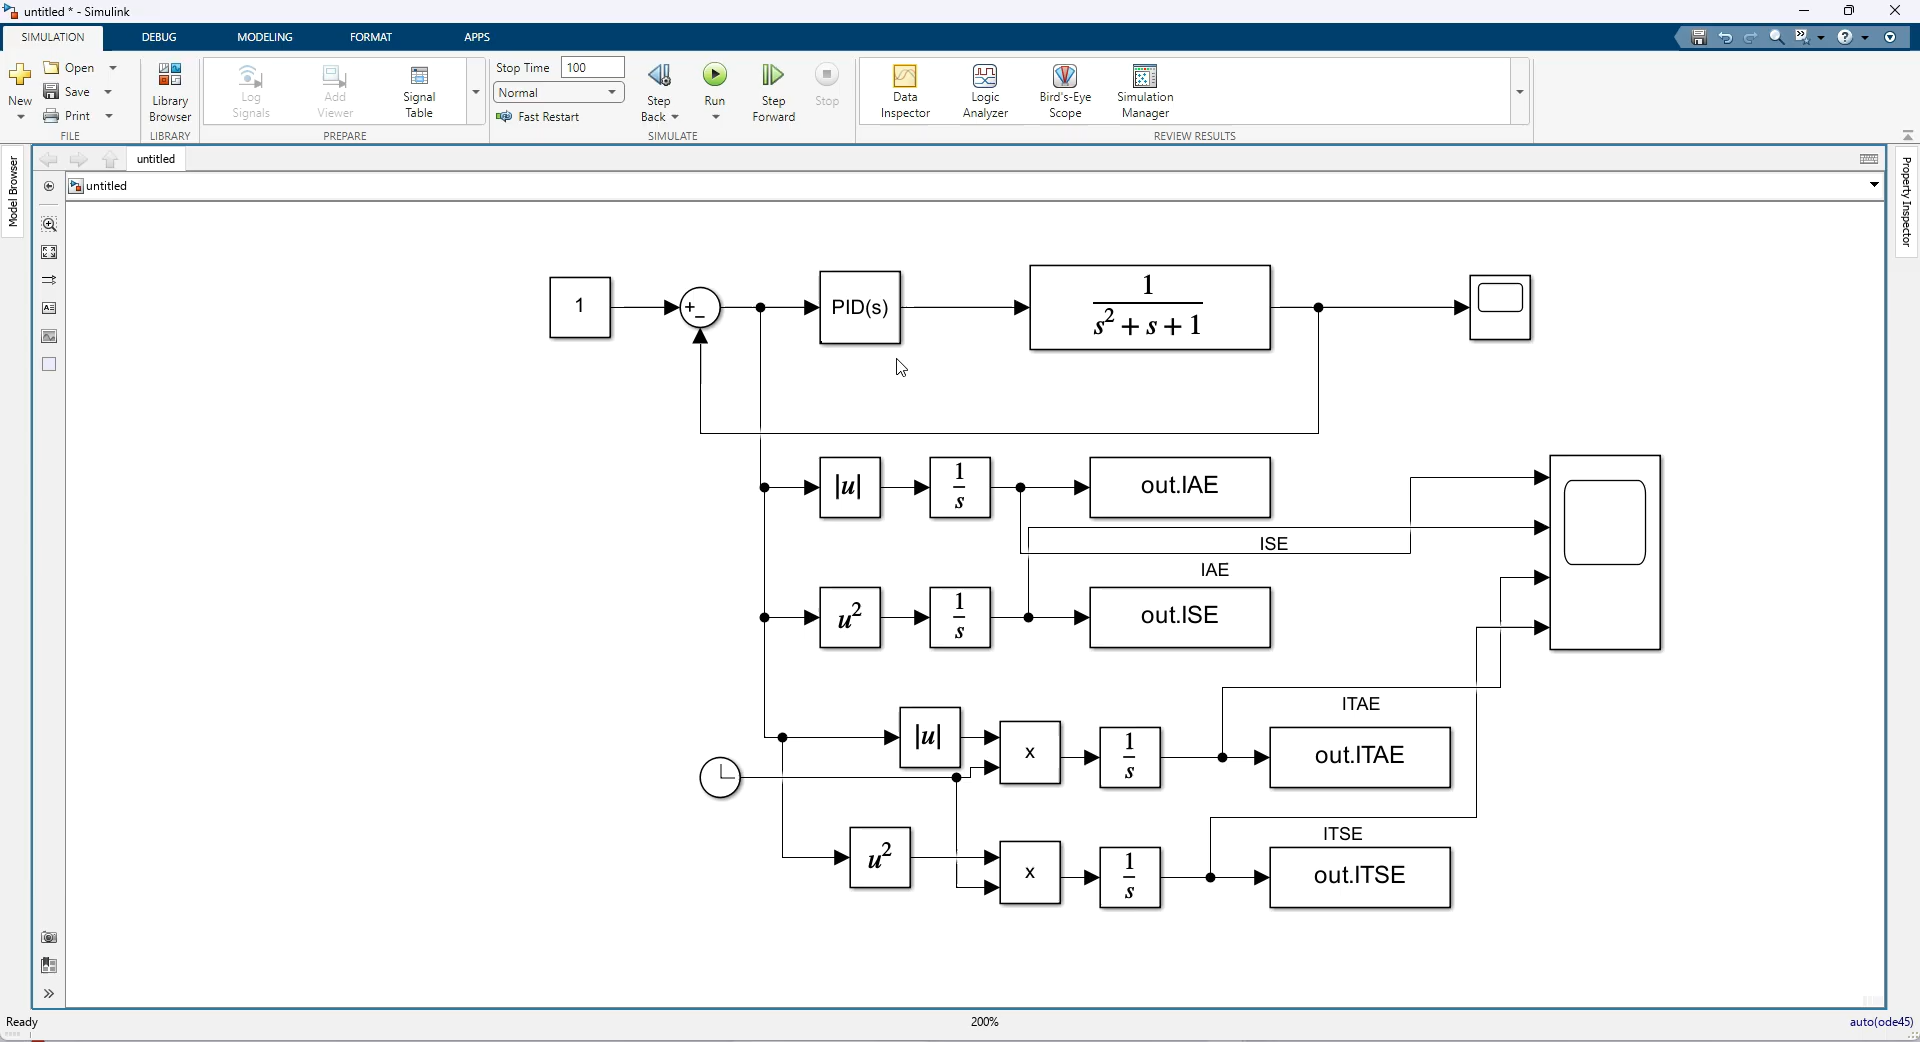 untitled * - Simulink
SIMULATION DEBUG MODELING FORMAT APPS
New
Open
Save
Print
FILE
Library
Browser
LIBRARY
Log
Signals
Add
Viewer
Signal
Table
PREPARE
Stop Time 100
Normal
Fast Restart
Step
Back
Run
Step
Forward
Stop
SIMULATE
Data
Inspector
Logic
Analyzer
Bird's-Eye
Scope
Simulation
Manager
REVIEW RESULTS
Model Browser
untitled
untitled
Property Inspector
1
+
−
PID(s)
1
s² + s + 1
|u|
1
s
out.IAE
ISE
IAE
u²
1
s
out.ISE
ITAE
|u|
x
1
s
out.ITAE
ITSE
u²
x
1
s
out.ITSE
Ready
200%
auto(ode45)